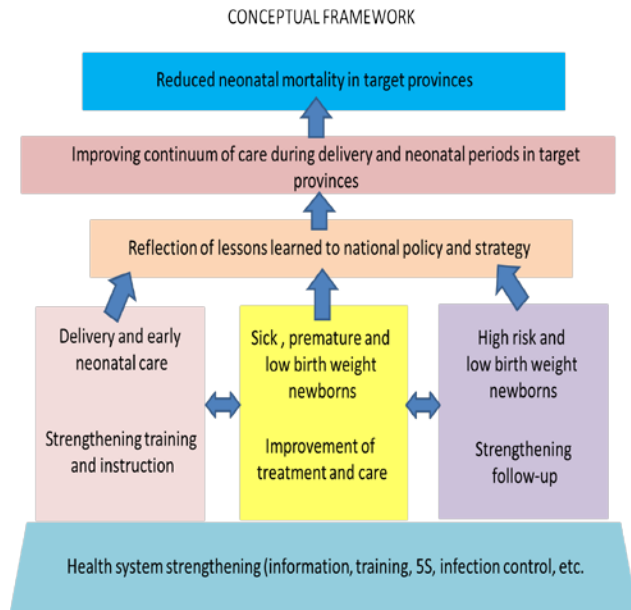 CONCEPTUAL FRAMEWORK
Reduced neonatal mortality in target provinces
Improving continuum of care during delivery and neonatal periods in target
provinces
Reflection of lessons learned to national policy and strategy
Delivery and early
neonatal care
Strengthening training
and instruction
Sick , premature and
low birth weight
newborns
Improvement of
treatment and care
High risk and
low birth weight
newborns
Strengthening
follow-up
Health system strengthening (information, training, 5S, infection control, etc.